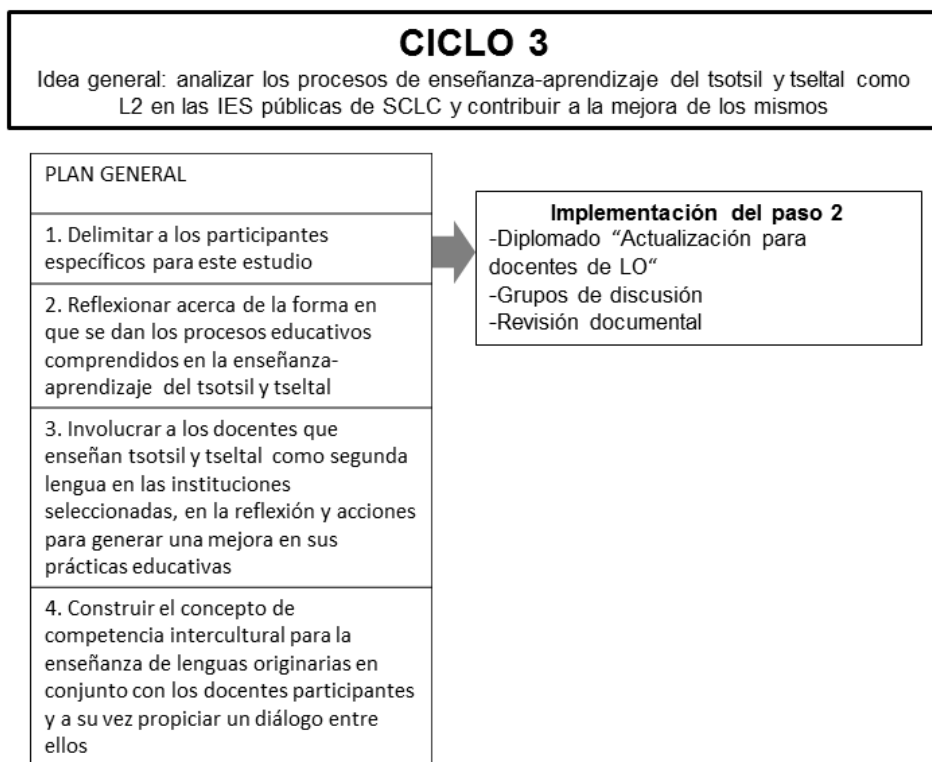 CICLO 3
Idea general: analizar los procesos de enseñanza-aprendizaje del tsotsil y tseltal como
L2 en las IES públicas de SCLC y contribuir a la mejora de los mismos
PLAN GENERAL
1. Delimitar a los participantes
específicos para este estudio
2. Reflexionar acerca de la forma en
que se dan los procesos educativos
comprendidos en la enseñanza-
aprendizaje del tsotsil y tseltal
3. Involucrar a los docentes que
enseñan tsotsil y tseltal como segunda
lengua en las instituciones
seleccionadas, en la reflexión y acciones
para generar una mejora en sus
prácticas educativas
4. Construir el concepto de
competencia intercultural para la
enseñanza de lenguas originarias en
conjunto con los docentes participantes
y a su vez propiciar un diálogo entre
ellos
Implementación del paso 2
-Diplomado “Actualización para
docentes de LO“
-Grupos de discusión
-Revisión documental